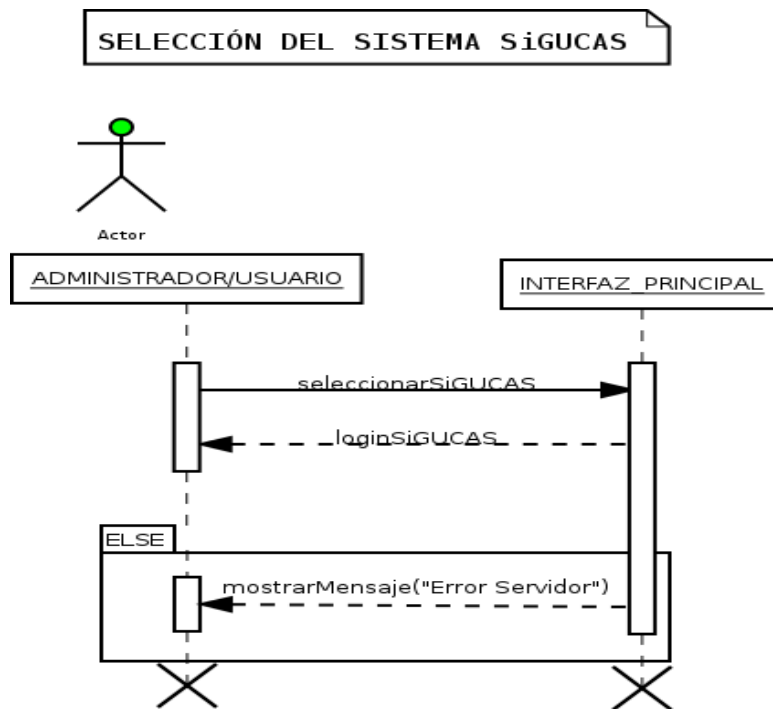 SELECCIÓN DEL SISTEMA SiGUCAS
Actor
ADMINISTRADOR/USUARIO
INTERFAZ_PRINCIPAL
seleccionarSiGUCAS
loginSiGUCAS
ELSE
mostrarMensaje("Error Servidor")